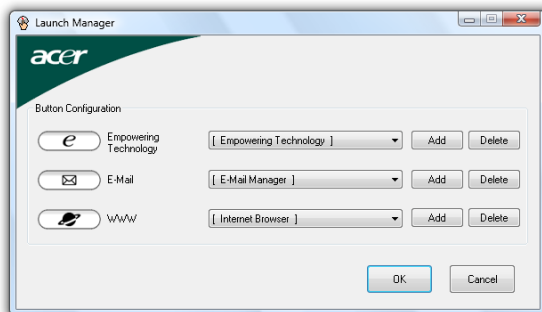 Launch Manager
acer
Button Configuration
e Empowering Technology [ Empowering Technology ] Add Delete
E-Mail [ E-Mail Manager ] Add Delete
WWW [ Internet Browser ] Add Delete
OK Cancel